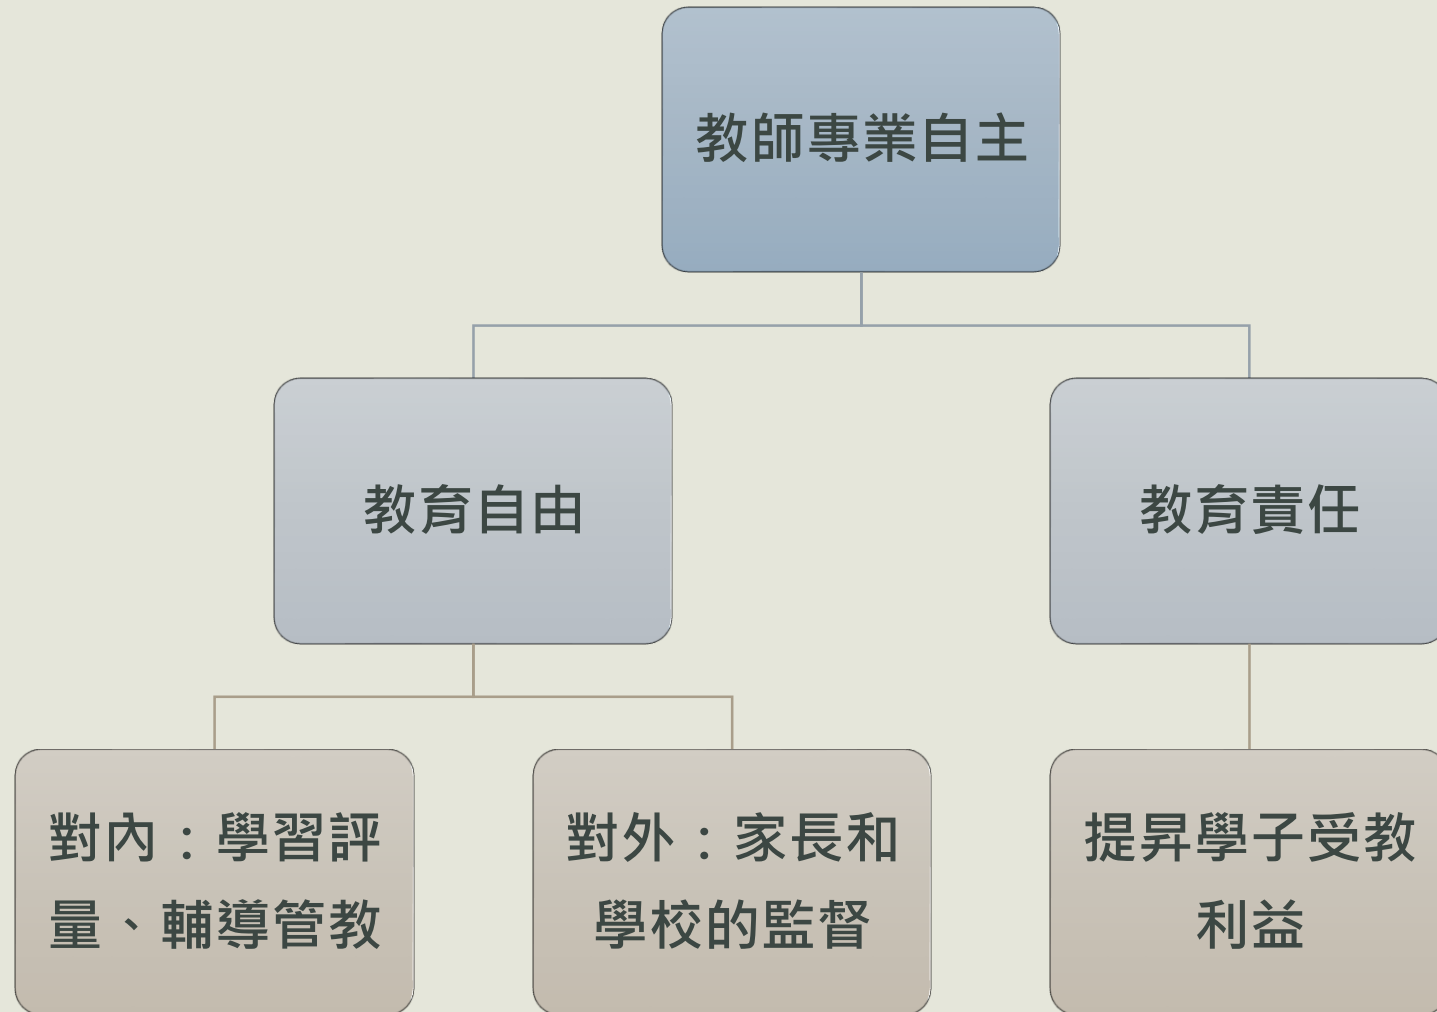 教師專業自主
教育自由
教育責任
對內：學習評
量、輔導管教
對外：家長和
學校的監督
提昇學子受教
利益